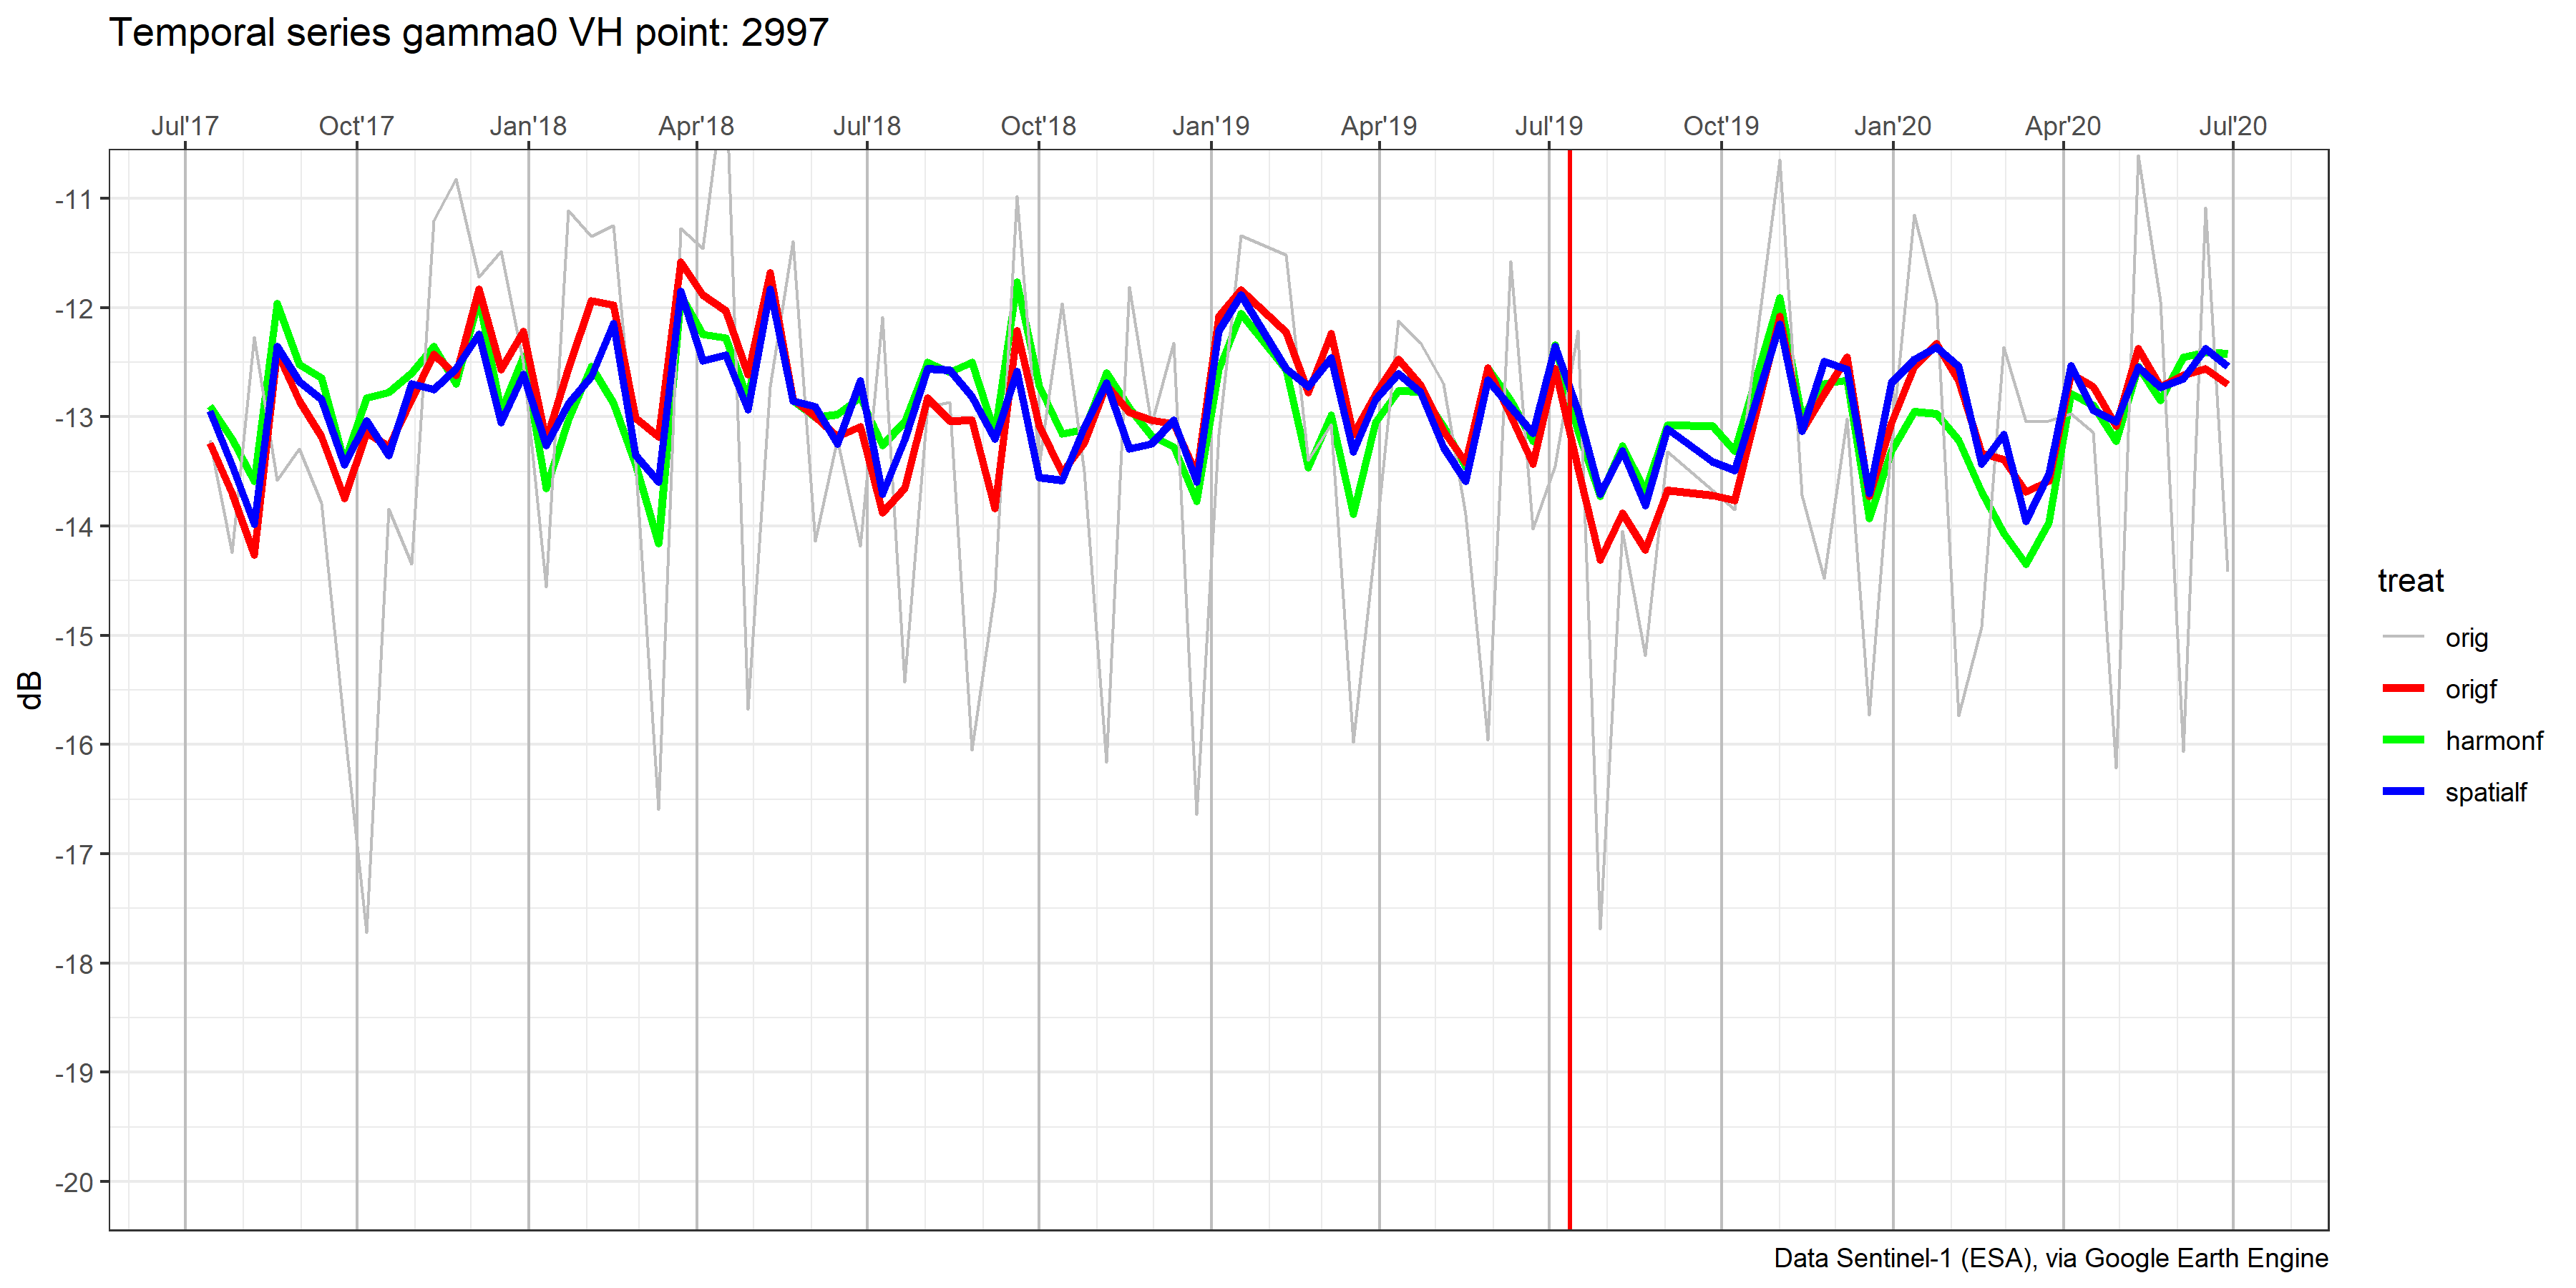 Temporal series gamma0 VH point: 2997
Jul'17 Oct'17 Jan'18 Apr'18 Jul'18 Oct'18 Jan'19 Apr'19 Jul'19 Oct'19 Jan'20 Apr'20 Jul'20
-11
-12
-13
-14
-15
-16
-17
-18
-19
-20
dB
treat
orig
origf
harmonf
spatialf
Data Sentinel-1 (ESA), via Google Earth Engine